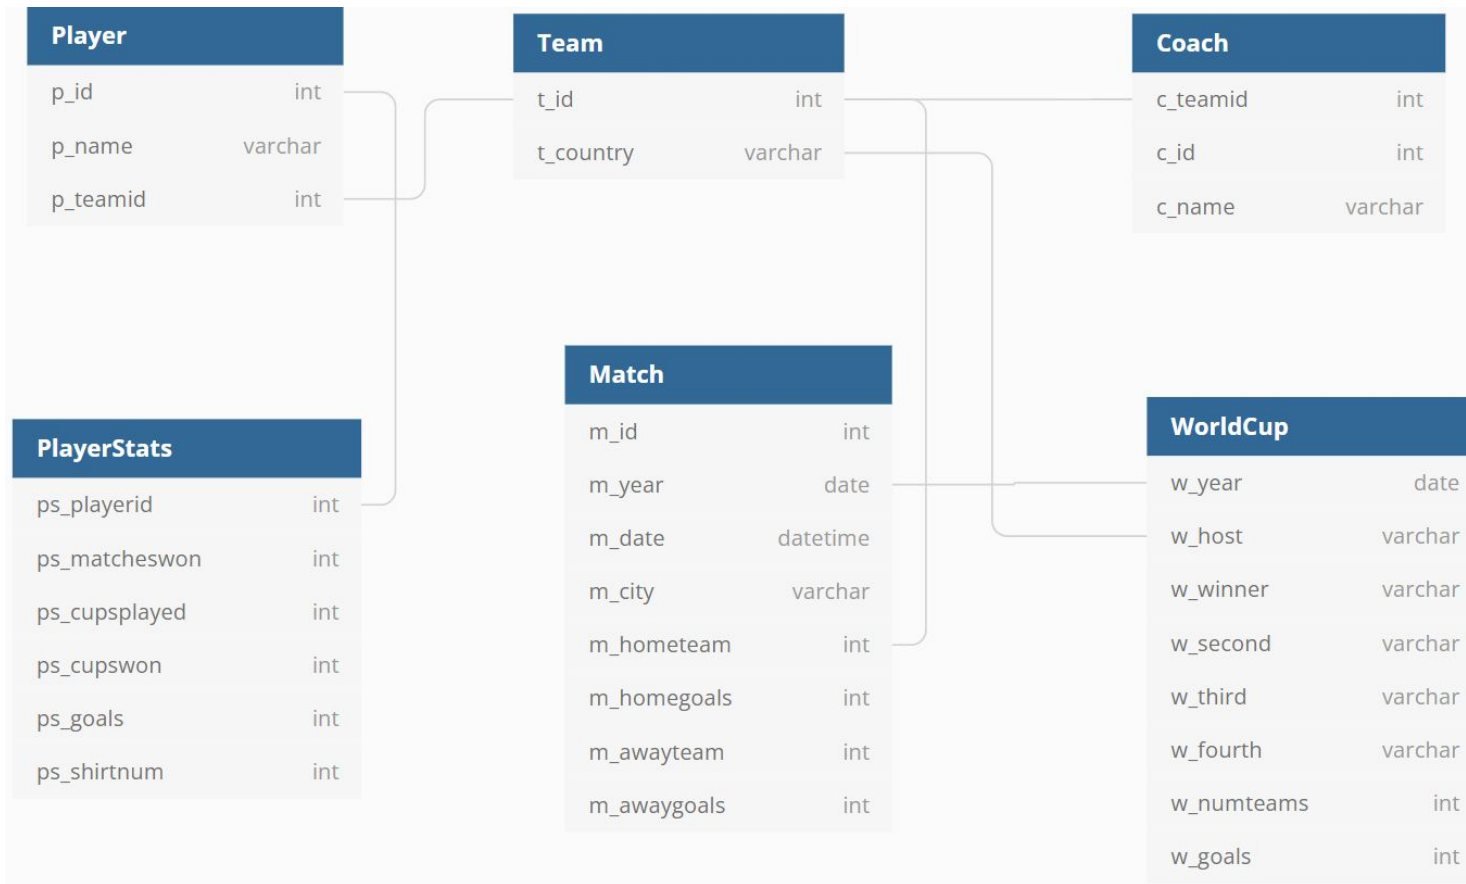 Player
p_id int
p_name varchar
p_teamid int
Team
t_id int
t_country varchar
Coach
c_teamid int
c_id int
c_name varchar
PlayerStats
ps_playerid int
ps_matcheswon int
ps_cupsplayed int
ps_cupswon int
ps_goals int
ps_shirtnum int
Match
m_id int
m_year date
m_date datetime
m_city varchar
m_hometeam int
m_homegoals int
m_awayteam int
m_awaygoals int
WorldCup
w_year date
w_host varchar
w_winner varchar
w_second varchar
w_third varchar
w_fourth varchar
w_numteams int
w_goals int